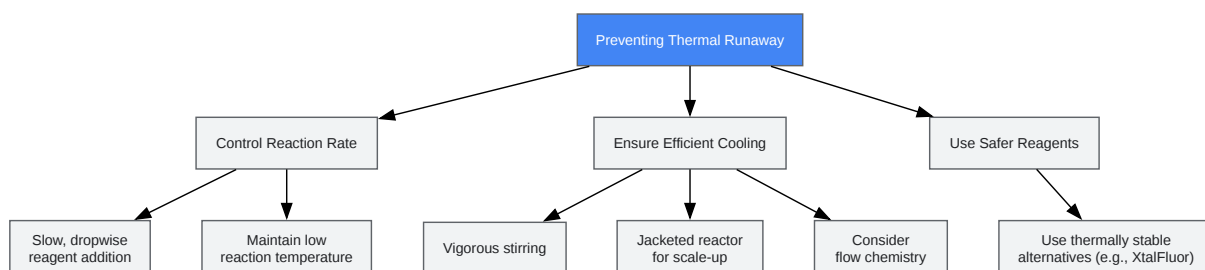 Preventing Thermal Runaway
Control Reaction Rate
Ensure Efficient Cooling
Use Safer Reagents
Slow, dropwise
reagent addition
Maintain low
reaction temperature
Vigorous stirring
Jacketed reactor
for scale-up
Consider
flow chemistry
Use thermally stable
alternatives (e.g., XtalFluor)